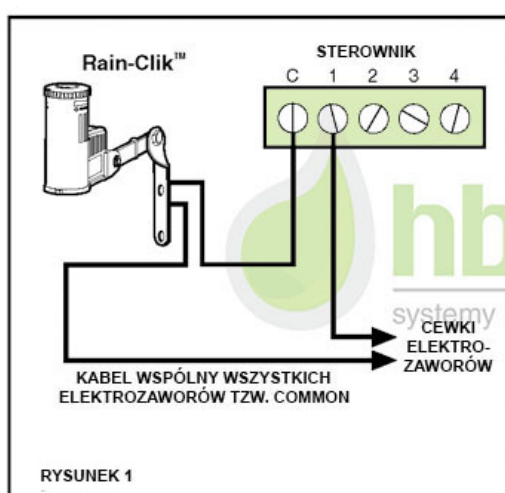 Rain-Clik™
STEROWNIK
C 1 2 3 4
hb
systemy
CEWKI
ELEKTRO-
ZAWORÓW
KABEL WSPÓLNY WSZYSTKICH
ELEKTROZAWORÓW TZW. COMMON
RYSUNEK 1